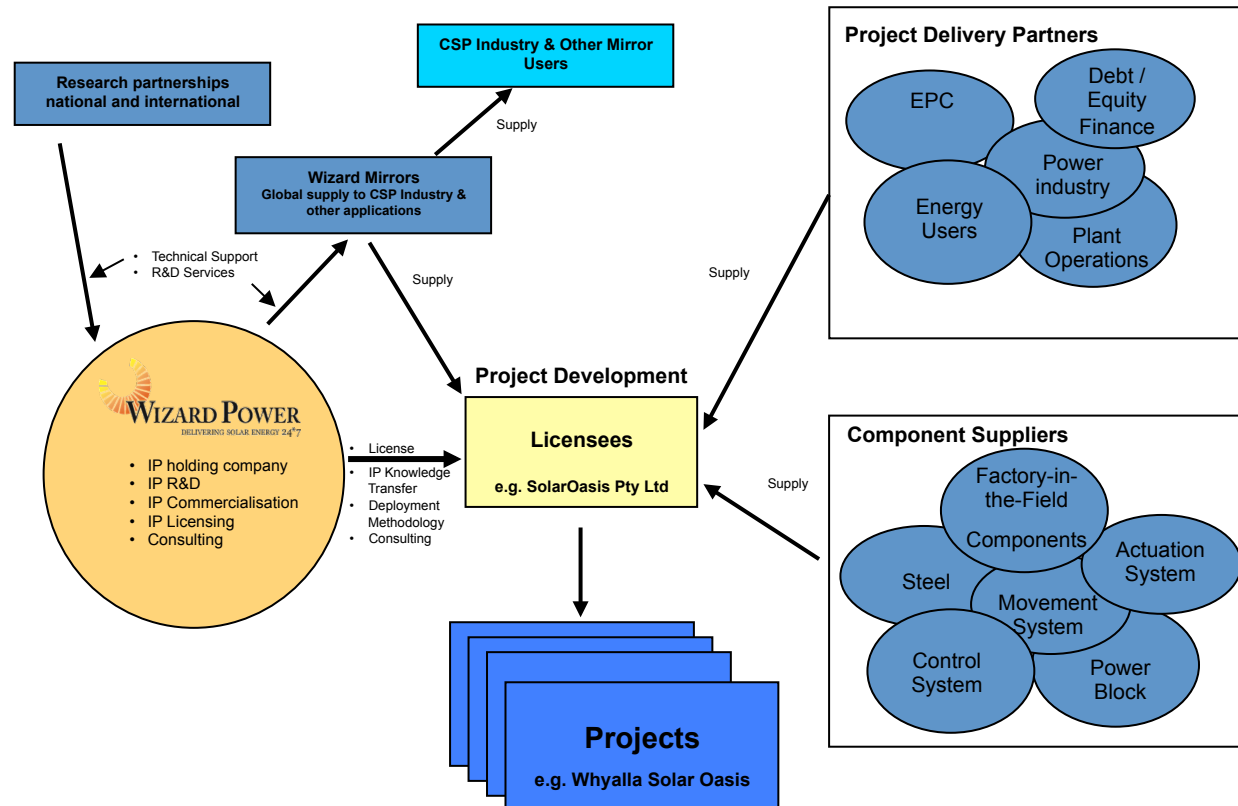 CSP Industry & Other Mirror
Users
Research partnerships
national and international
Supply
Wizard Mirrors
Global supply to CSP Industry &
other applications
• Technical Support
• R&D Services
Supply
WIZARD POWER
DELIVERING SOLAR ENERGY 24*7
• IP holding company
• IP R&D
• IP Commercialisation
• IP Licensing
• Consulting
• License
• IP Knowledge
Transfer
• Deployment
Methodology
• Consulting
Project Development
Licensees
e.g. SolarOasis Pty Ltd
Projects
e.g. Whyalla Solar Oasis
Supply
Project Delivery Partners
EPC
Debt /
Equity
Finance
Power
industry
Energy
Users
Plant
Operations
Supply
Component Suppliers
Factory-in-
the-Field
Components
Actuation
System
Steel
Movement
System
Control
System
Power
Block